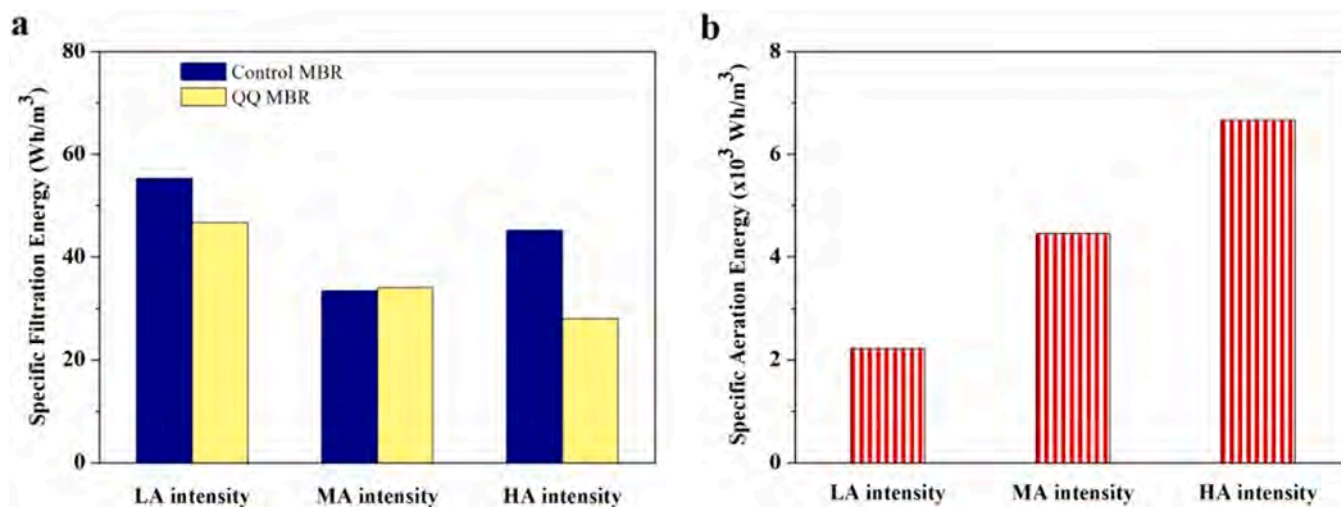 a
Specific Filtration Energy (Wh/m³)
80
60
40
20
0
Control MBR
QQ MBR
LA intensity MA intensity HA intensity
b
Specific Aeration Energy (x10³ Wh/m³)
8
6
4
2
0
LA intensity MA intensity HA intensity